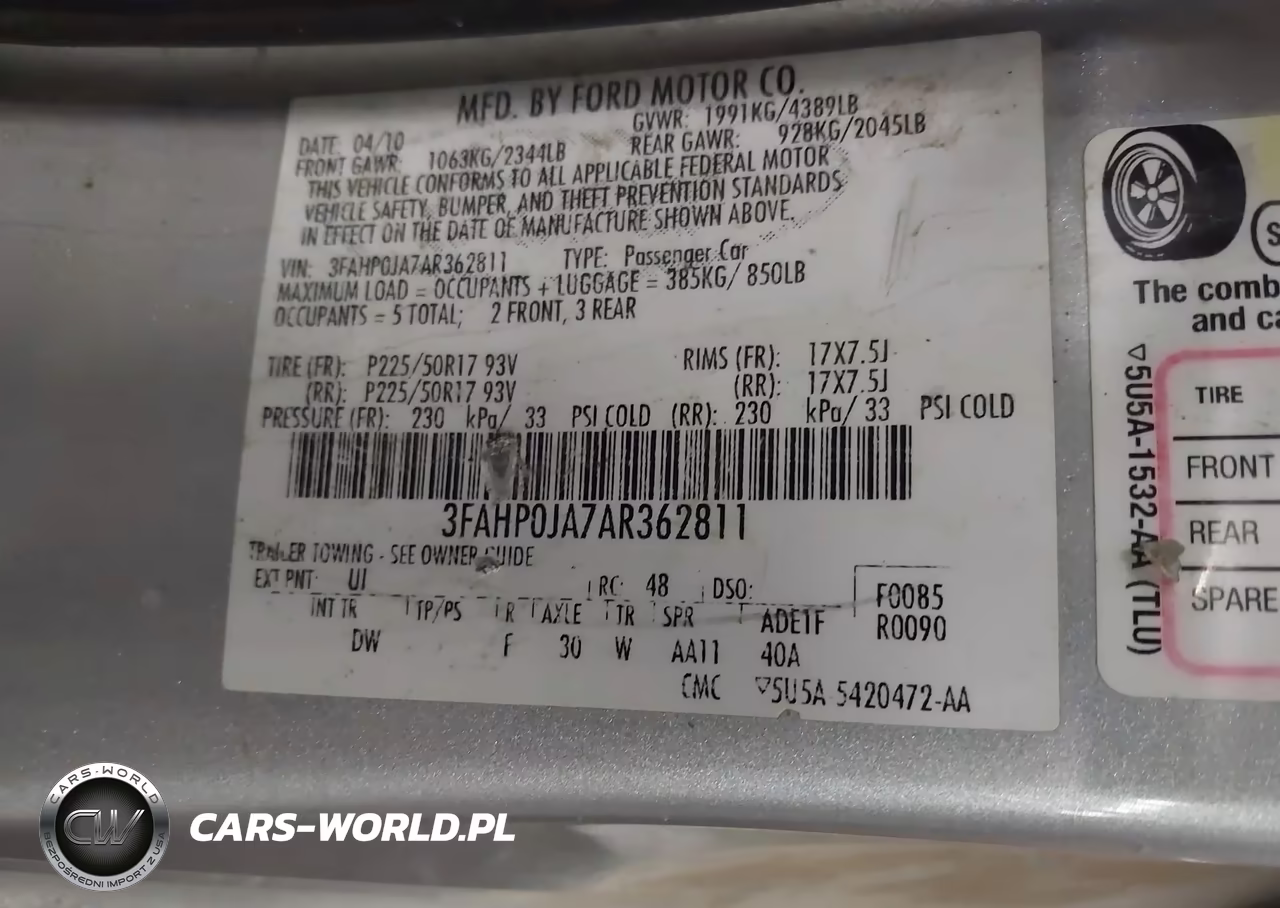 MFD. BY FORD MOTOR CO.
DATE: 04/10 GVWR: 1991KG/4389LB
FRONT GAWR: 1063KG/2344LB REAR GAWR: 928KG/2045LB
THIS VEHICLE CONFORMS TO ALL APPLICABLE FEDERAL MOTOR
VEHICLE SAFETY, BUMPER, AND THEFT PREVENTION STANDARDS
IN EFFECT ON THE DATE OF MANUFACTURE SHOWN ABOVE.
VIN: 3FAHP0JA7AR362811 TYPE: Passenger Car
MAXIMUM LOAD = OCCUPANTS + LUGGAGE = 385KG/ 850LB
OCCUPANTS = 5 TOTAL; 2 FRONT, 3 REAR
TIRE (FR): P225/50R17 93V RIMS (FR): 17X7.5J
(RR): P225/50R17 93V (RR): 17X7.5J
PRESSURE (FR): 230 kPa/ 33 PSI COLD (RR): 230 kPa/ 33 PSI COLD
3FAHP0JA7AR362811
TRAILER TOWING - SEE OWNER GUIDE
EXT PNT: UI RC: 48 DSO: F0085
INT TR TP/PS R AXLE TR SPR ADE1F R0090
DW F 30 W AA11 40A
CMC ▽5U5A 5420472-AA
S
The comb
and ca
▽5U5A-1532-AA (TLU)
TIRE
FRONT
REAR
SPARE
CARS-WORLD
CW
BEZPOŚREDNI IMPORT Z USA
CARS-WORLD.PL